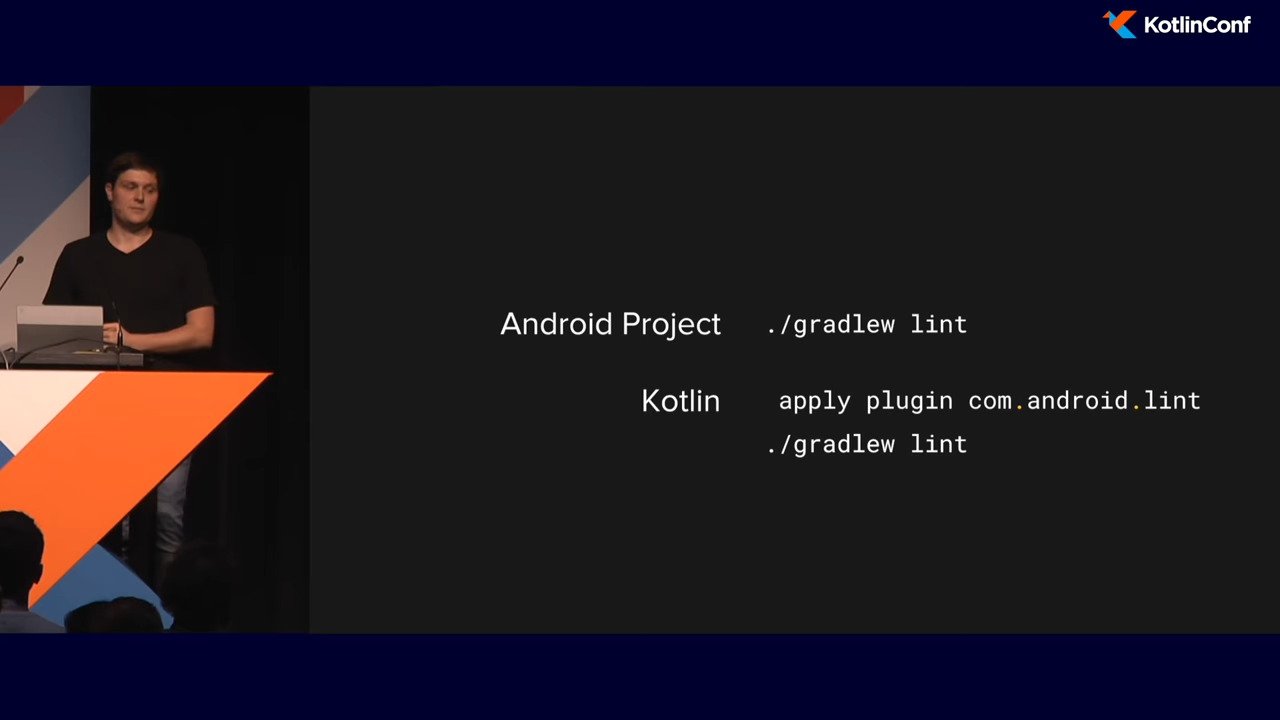 KotlinConf
Android Project ./gradlew lint
Kotlin apply plugin com.android.lint
./gradlew lint